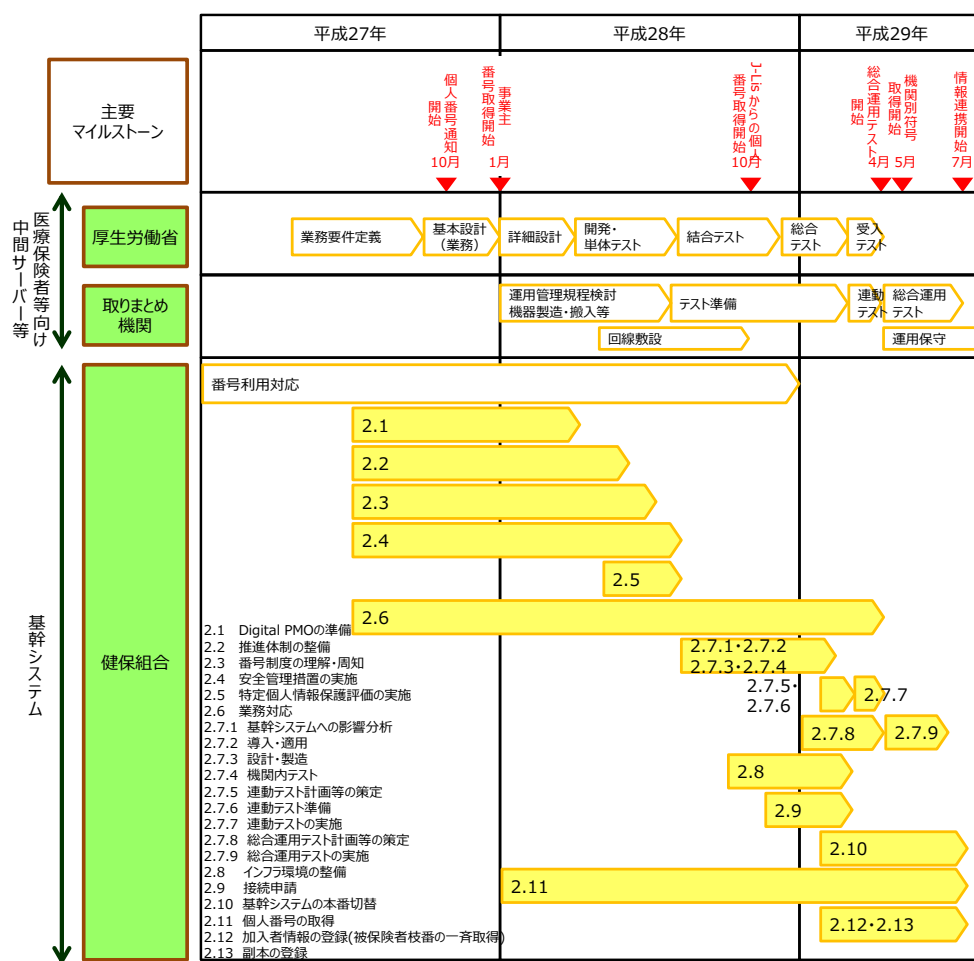 平成27年
平成28年
平成29年
主要
マイルストーン
個人番号通知
開始
10月
事業主
番号取得開始
1月
J-Lisからの個人
番号取得開始
10月
総合運用テスト
開始
4月
機関別符号
取得開始
5月
情報連携開始
7月
医療保険者等向け
中間サーバー等
厚生労働省
業務要件定義
基本設計
(業務)
詳細設計
開発・
単体テスト
結合テスト
総合
テスト
受入
テスト
取りまとめ
機関
運用管理規程検討
機器製造・搬入等
テスト準備
連動
テスト
総合運用
テスト
回線敷設
運用保守
基幹システム
健保組合
番号利用対応
2.1
2.2
2.3
2.4
2.5
2.6
2.7.1・2.7.2
2.7.3・2.7.4
2.7.5・
2.7.6
2.7.7
2.7.8
2.7.9
2.8
2.9
2.10
2.11
2.12・2.13
2.1 Digital PMOの準備
2.2 推進体制の整備
2.3 番号制度の理解・周知
2.4 安全管理措置の実施
2.5 特定個人情報保護評価の実施
2.6 業務対応
2.7.1 基幹システムへの影響分析
2.7.2 導入・適用
2.7.3 設計・製造
2.7.4 機関内テスト
2.7.5 連動テスト計画等の策定
2.7.6 連動テスト準備
2.7.7 連動テストの実施
2.7.8 総合運用テスト計画等の策定
2.7.9 総合運用テストの実施
2.8 インフラ環境の整備
2.9 接続申請
2.10 基幹システムの本番切替
2.11 個人番号の取得
2.12 加入者情報の登録(被保険者枝番の一斉取得)
2.13 副本の登録